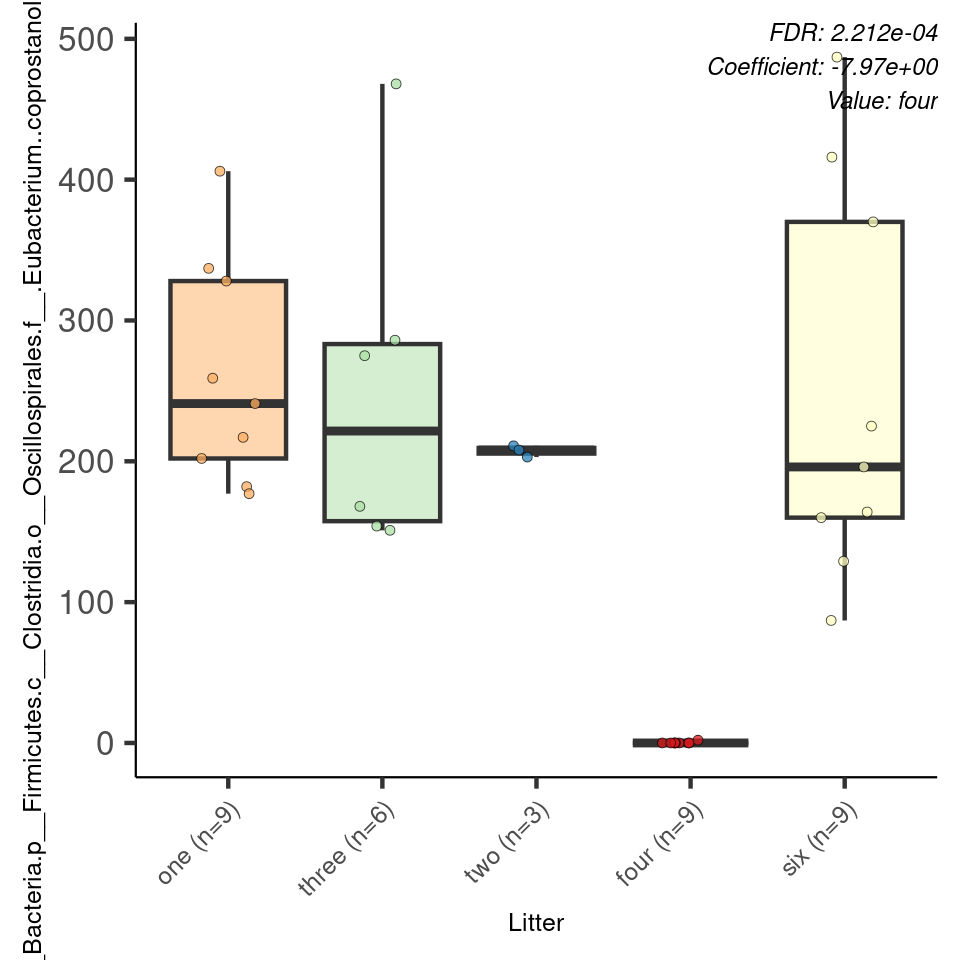 _Bacteria.p__Firmicutes.c__Clostridia.o__Oscillospirales.f__.Eubacterium..coprostanol
500
400
300
200
100
0
FDR: 2.212e-04
Coefficient: -7.97e+00
Value: four
one (n=9)
three (n=6)
two (n=3)
four (n=9)
six (n=9)
Litter